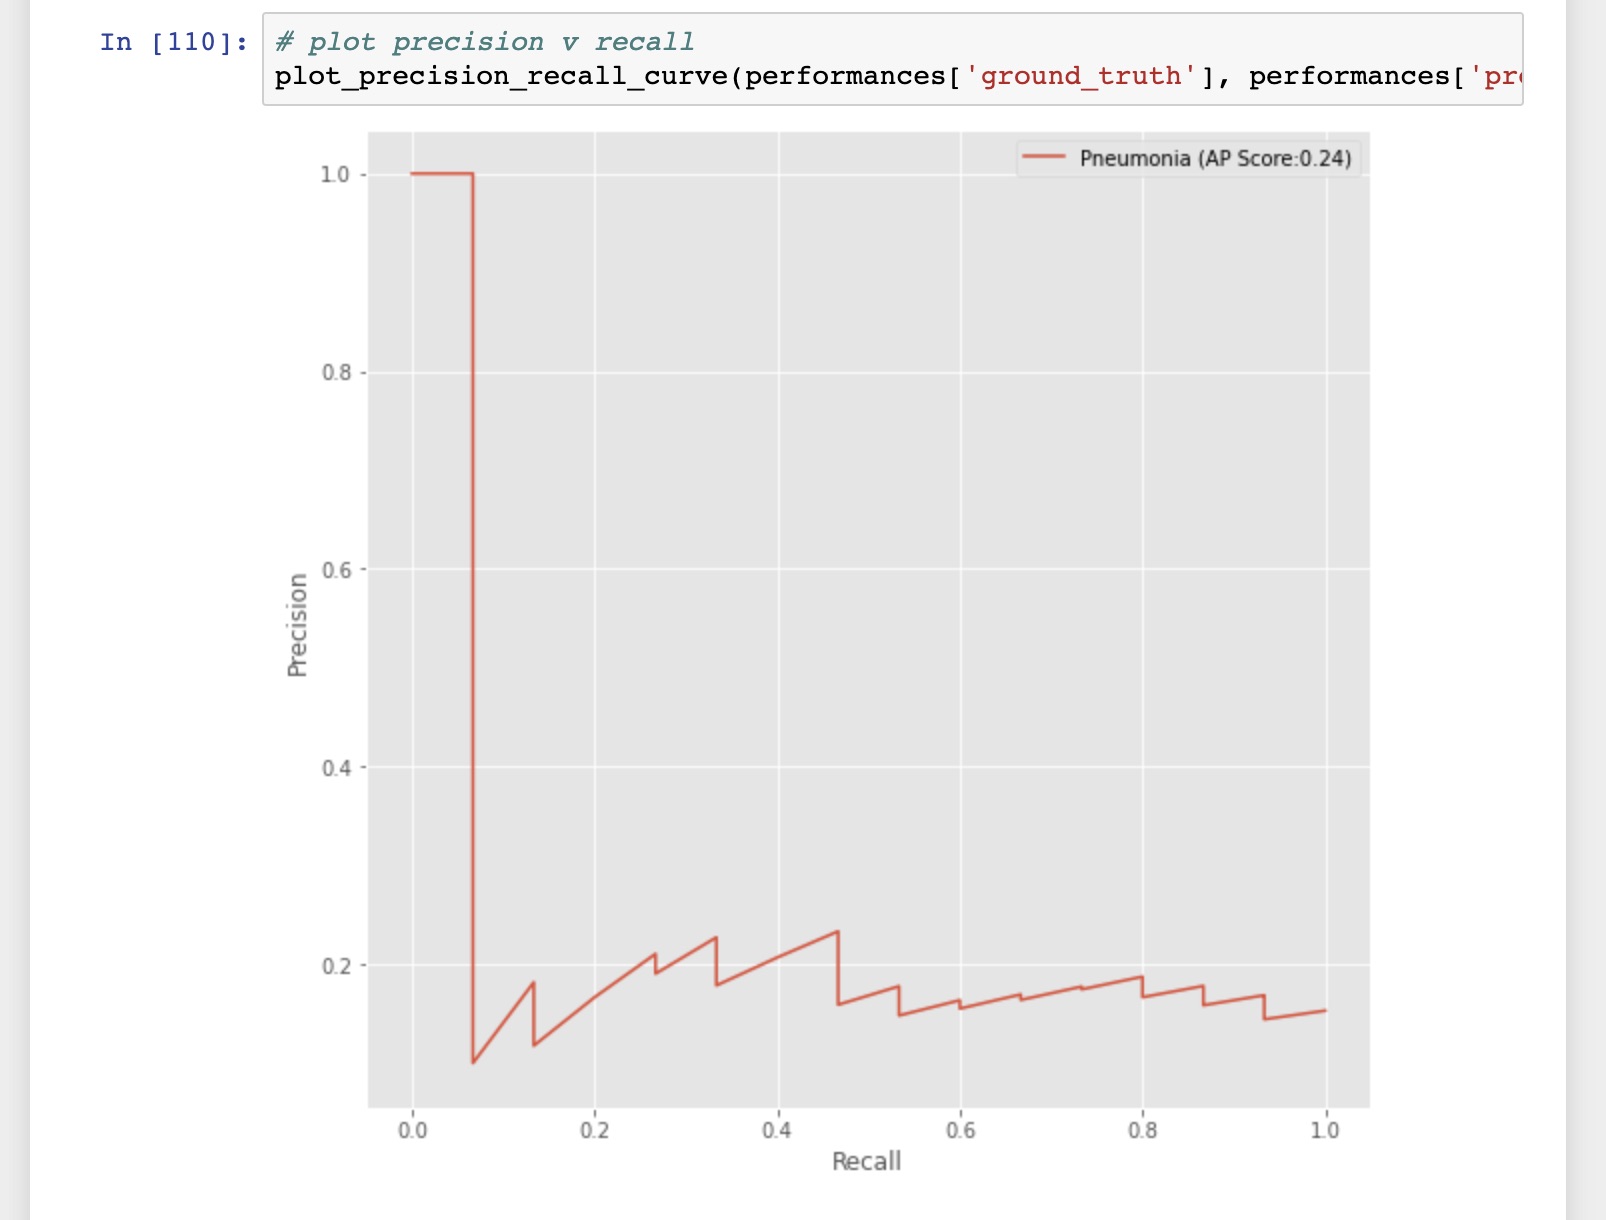 In [110]:
# plot precision v recall
plot_precision_recall_curve(performances['ground_truth'], performances['pr
Pneumonia (AP Score:0.24)
1.0
0.8
0.6
0.4
0.2
Precision
0.0 0.2 0.4 0.6 0.8 1.0
Recall